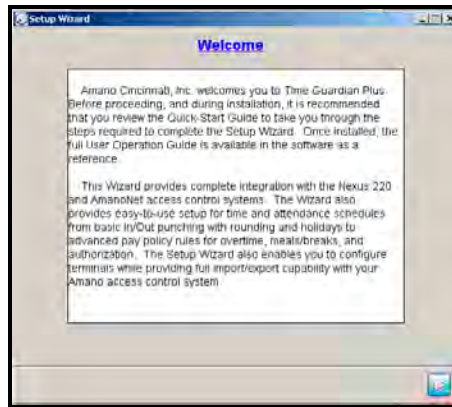 Setup Wizard
Welcome
Amano Cincinnati, Inc. welcomes you to Time Guardian Plus.
Before proceeding, and during installation, it is recommended
that you review the Quick-Start Guide to take you through the
steps required to complete the Setup Wizard. Once installed, the
full User Operation Guide is available in the software as a
reference.
This Wizard provides complete integration with the Nexus 220
and AmanoNet access control systems. The Wizard also
provides easy-to-use setup for time and attendance schedules
from basic In/Out punching with rounding and holidays to
advanced pay policy rules for overtime, meals/breaks, and
authorization. The Setup Wizard also enables you to configure
terminals while providing full import/export capability with your
Amano access control system.